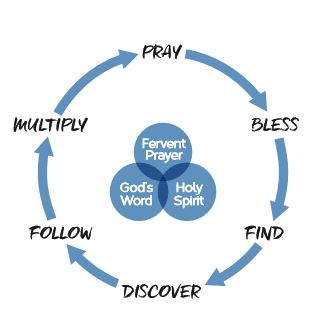 PRAY
MULTIPLY
BLESS
Fervent
Prayer
God's
Word
Holy
Spirit
FOLLOW
FIND
DISCOVER